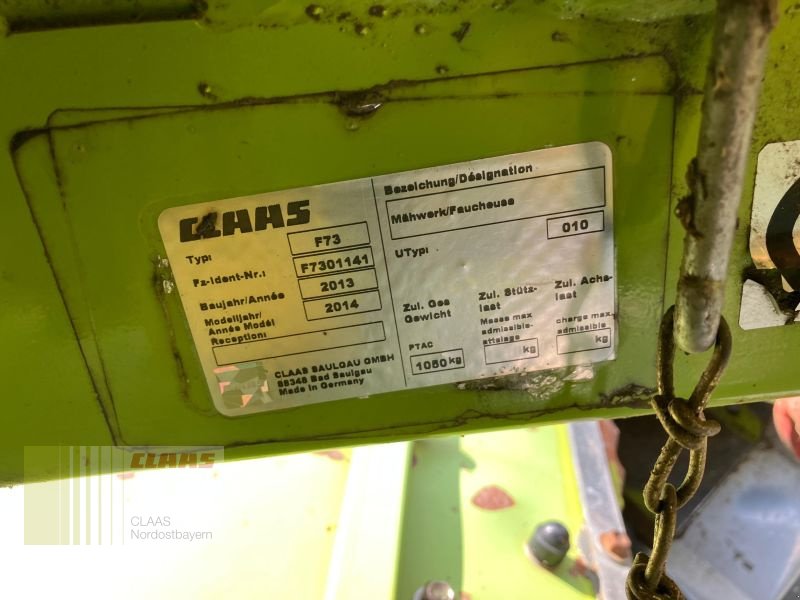 CLAAS
Typ: F73
Fz-Ident-Nr.: F7301141
Baujahr/Année 2013
Modelljahr/
Année Model 2014
Reception:
CLAAS SAULGAU GMBH
88348 Bad Saulgau
Made in Germany
Bezeichung/Désignation
Mähwerk/Faucheuse
UTyp: 010
Zul. Ges
Gewicht
PTAC
1050 kg
Zul. Stütz-
last
Masse max
admissible-
attelage
kg
Zul. Achs-
last
charge max
admissible
kg
CLAAS
CLAAS
Nordostbayern